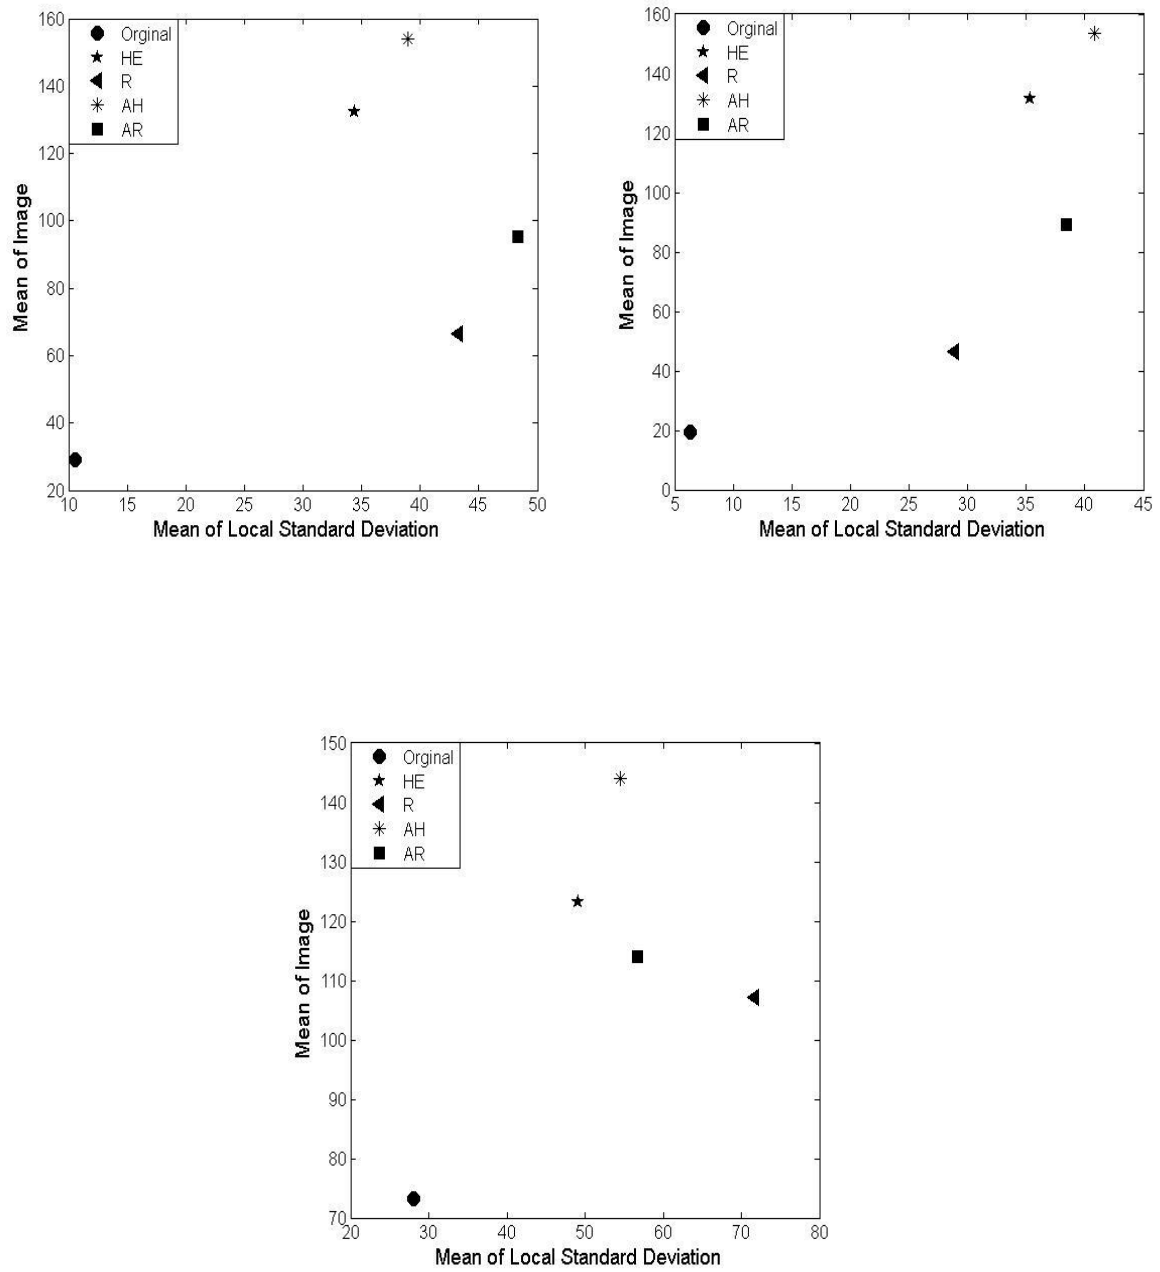 160
140
120
100
80
60
40
20
Orginal
HE
R
AH
AR
Mean of Image
10 15 20 25 30 35 40 45 50
Mean of Local Standard Deviation
160
140
120
100
80
60
40
20
0
Orginal
HE
R
AH
AR
Mean of Image
5 10 15 20 25 30 35 40 45
Mean of Local Standard Deviation
150
140
130
120
110
100
90
80
70
Orginal
HE
R
AH
AR
Mean of Image
20 30 40 50 60 70 80
Mean of Local Standard Deviation